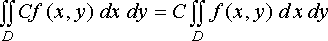 ∬_D Cf(x, y) dx dy = C ∬_D f(x, y) dx dy